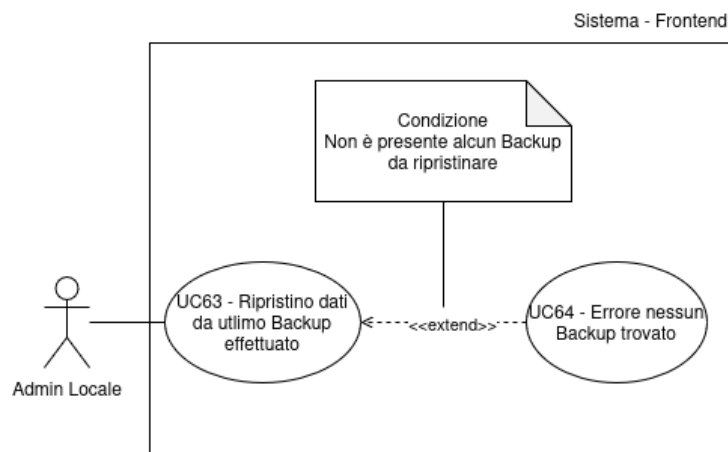 Sistema - Frontend
Condizione
Non è presente alcun Backup
da ripristinare
UC63 - Ripristino dati
da utlimo Backup
effettuato
<<extend>>
UC64 - Errore nessun
Backup trovato
Admin Locale